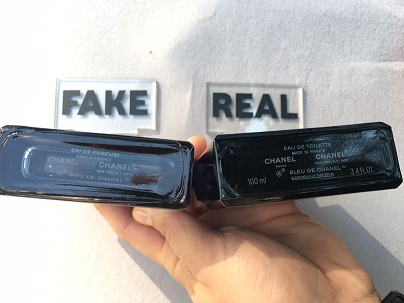 FAKE
REAL
EAU DE PARFUM
MADE IN FRANCE
CHANEL CHANEL
BLEU DE CHANEL
EAU DE TOILETTE
MADE IN FRANCE
CHANEL CHANEL
PARIS
BLEU DE CHANEL
100 ml 3.4 FL.OZ